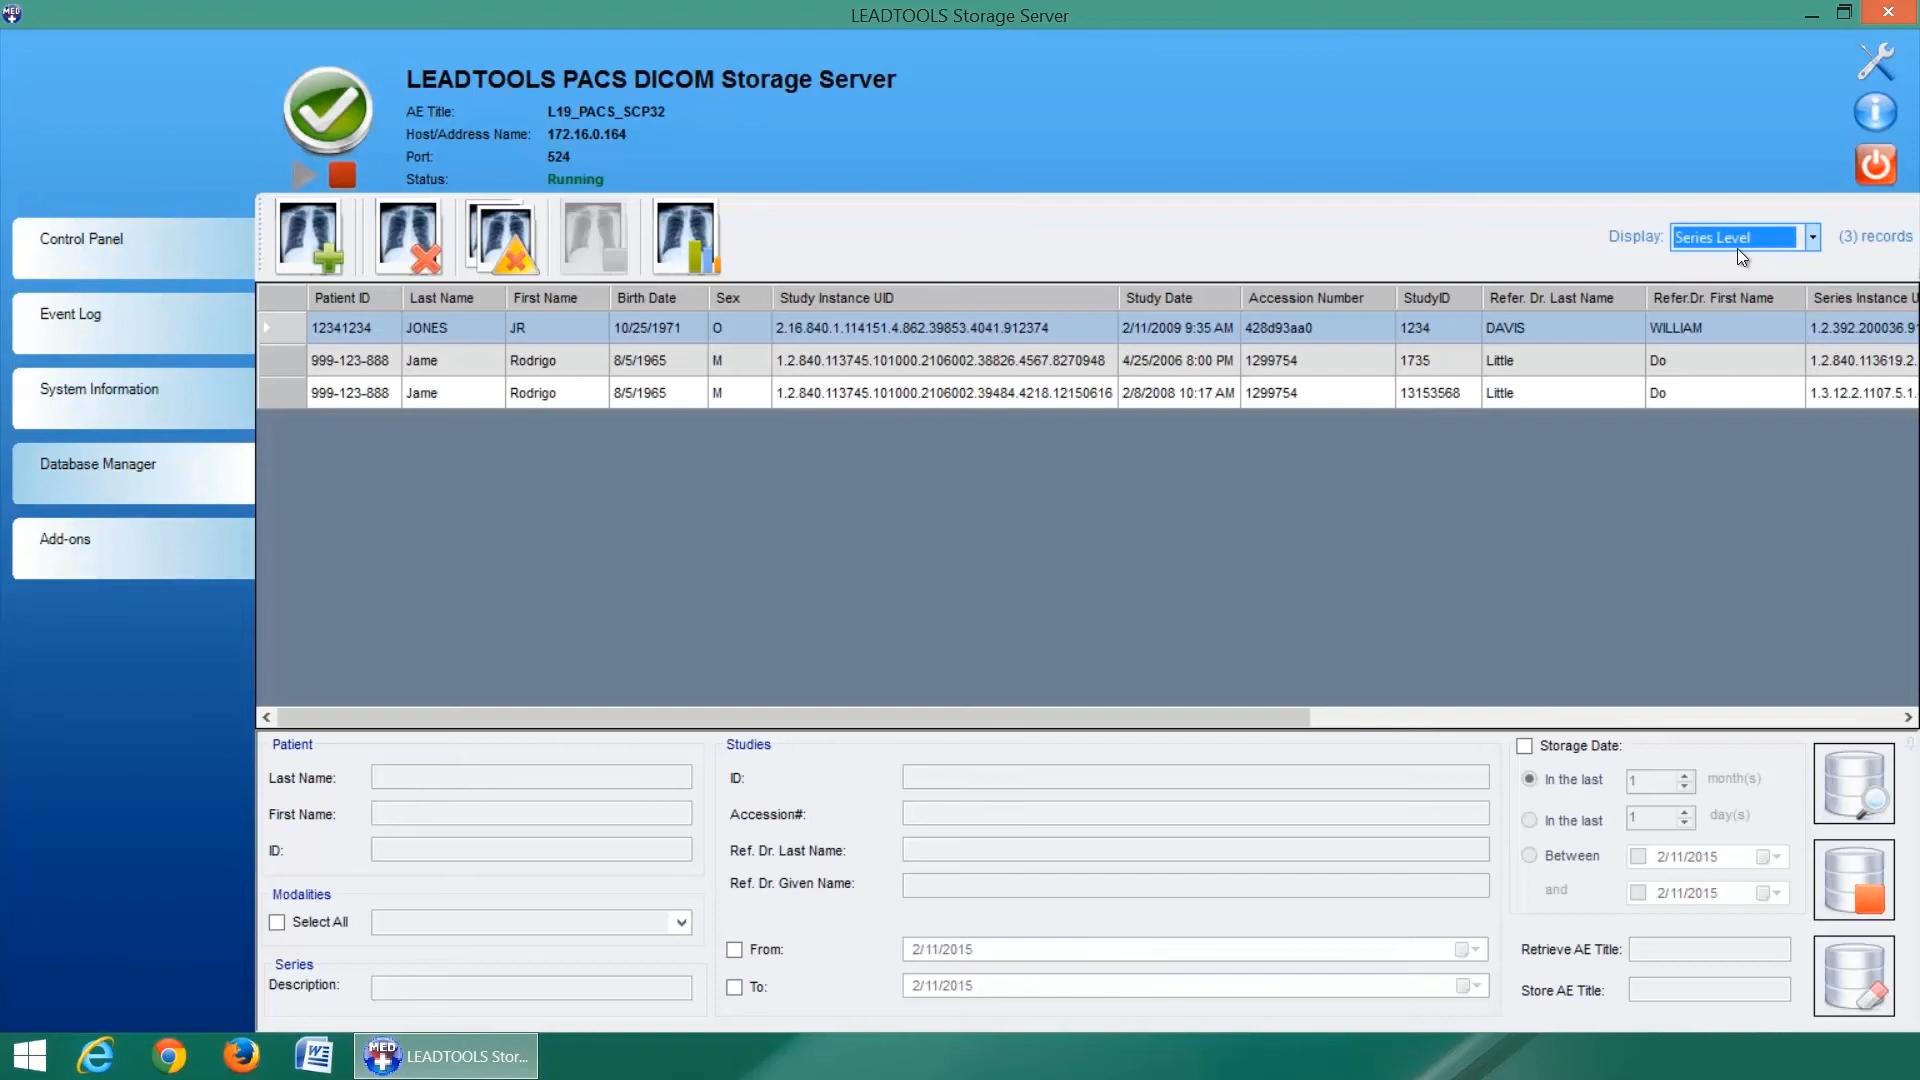 MED
LEADTOOLS Storage Server
LEADTOOLS PACS DICOM Storage Server
AE Title: L19_PACS_SCP32
Host/Address Name: 172.16.0.164
Port: 524
Status: Running
Control Panel
Event Log
System Information
Database Manager
Add-ons
Display: Series Level (3) records
Patient ID Last Name First Name Birth Date Sex Study Instance UID Study Date Accession Number StudyID Refer. Dr. Last Name Refer.Dr. First Name Series Instance U
12341234 JONES JR 10/25/1971 O 2.16.840.1.114151.4.862.39853.4041.912374 2/11/2009 9:35 AM 428d93aa0 1234 DAVIS WILLIAM 1.2.392.200036.9
999-123-888 Jame Rodrigo 8/5/1965 M 1.2.840.113745.101000.2106002.38826.4567.8270948 4/25/2006 8:00 PM 1299754 1735 Little Do 1.2.840.113619.2.
999-123-888 Jame Rodrigo 8/5/1965 M 1.2.840.113745.101000.2106002.39484.4218.12150616 2/8/2008 10:17 AM 1299754 13153568 Little Do 1.3.12.2.1107.5.1.
Patient
Last Name:
First Name:
ID:
Modalities
Select All
Series
Description:
Studies
ID:
Accession#:
Ref. Dr. Last Name:
Ref. Dr. Given Name:
From: 2/11/2015
To: 2/11/2015
Storage Date:
In the last 1 month(s)
In the last 1 day(s)
Between 2/11/2015
and 2/11/2015
Retrieve AE Title:
Store AE Title:
MED
LEADTOOLS Stor...